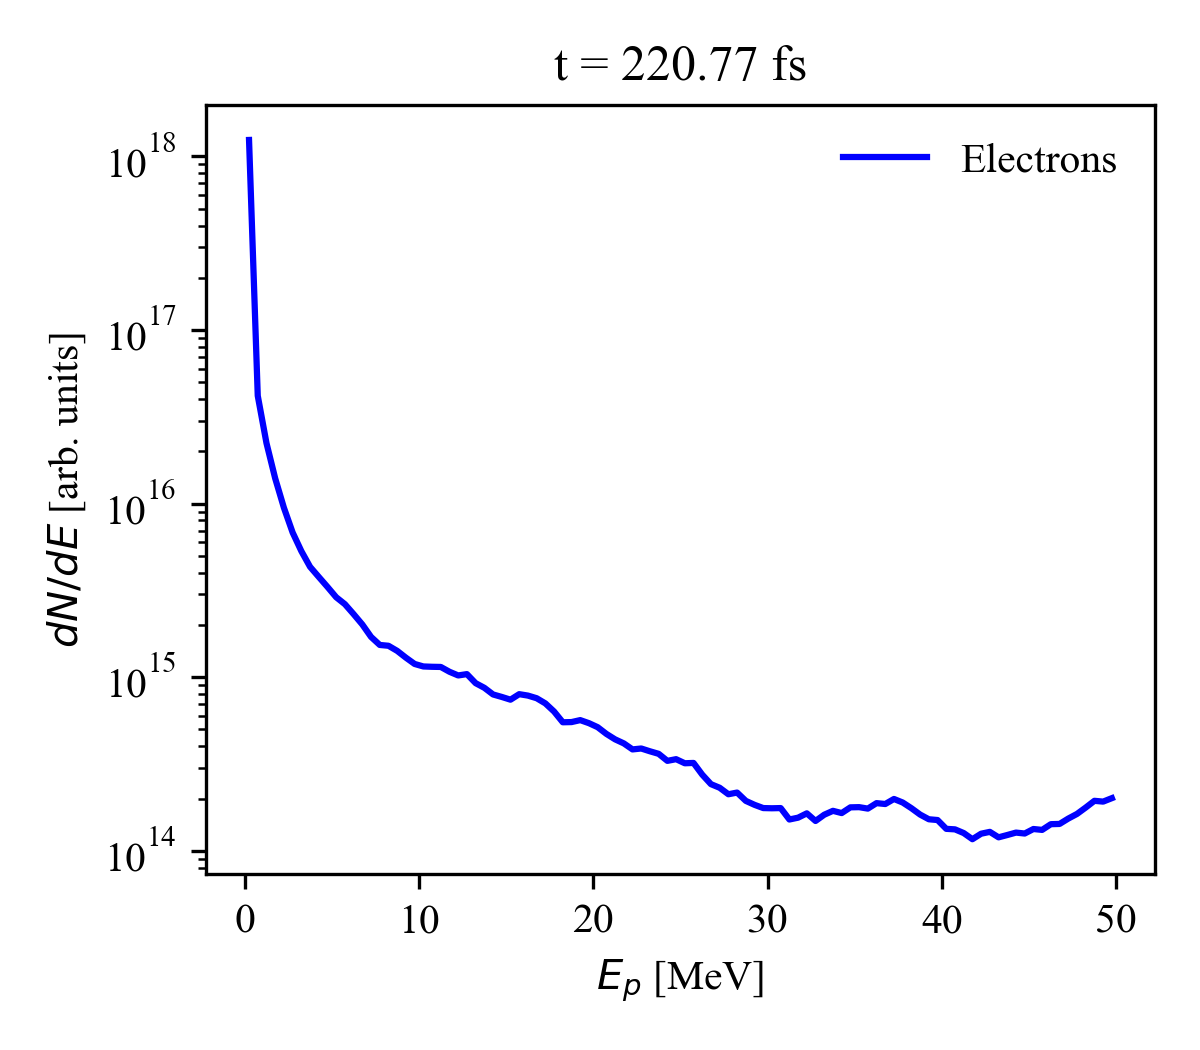 t = 220.77 fs
Electrons
dN/dE [arb. units]
10^18
10^17
10^16
10^15
10^14
0 10 20 30 40 50
E_p [MeV]